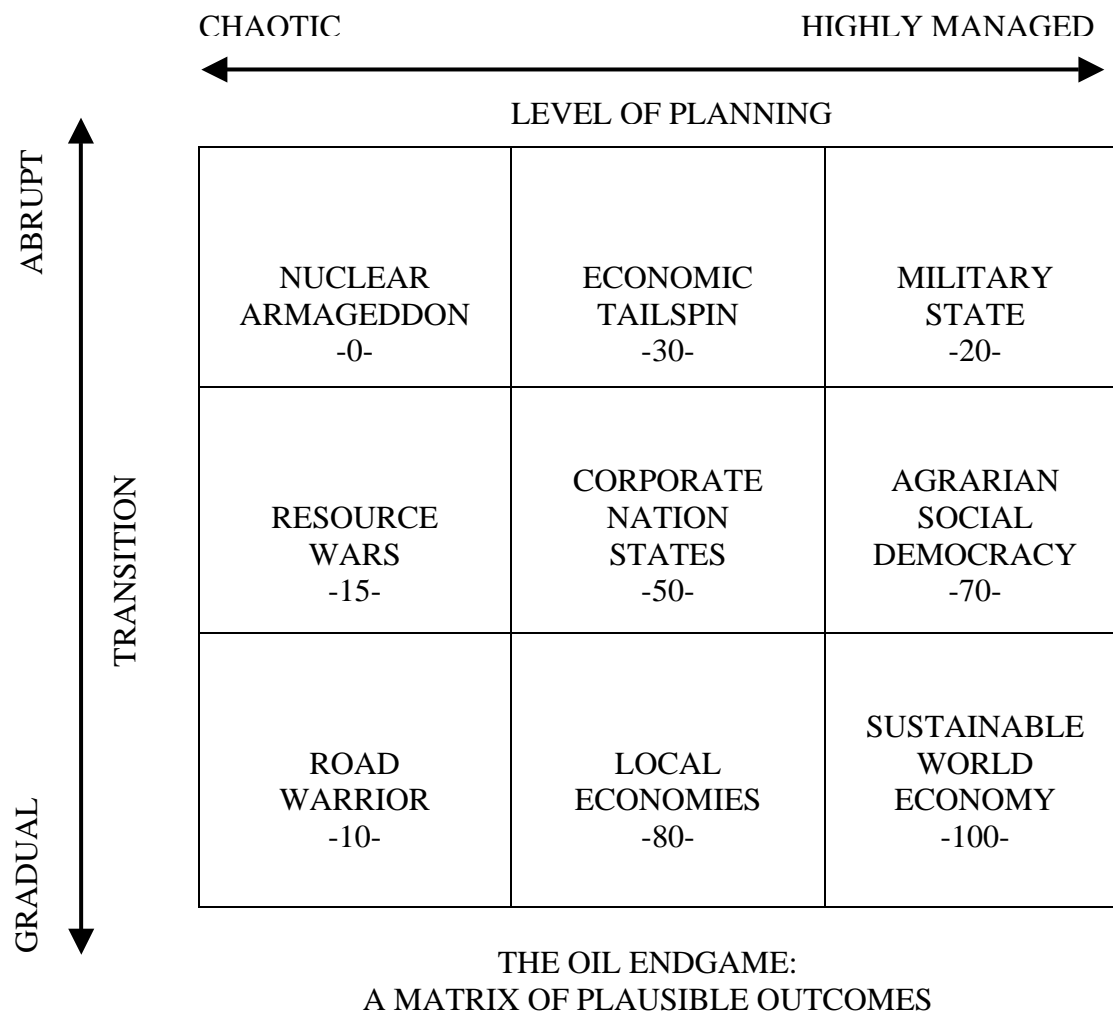 CHAOTIC
HIGHLY MANAGED
LEVEL OF PLANNING
ABRUPT
TRANSITION
GRADUAL
NUCLEAR
ARMAGEDDON
-0-
ECONOMIC
TAILSPIN
-30-
MILITARY
STATE
-20-
RESOURCE
WARS
-15-
CORPORATE
NATION
STATES
-50-
AGRARIAN
SOCIAL
DEMOCRACY
-70-
ROAD
WARRIOR
-10-
LOCAL
ECONOMIES
-80-
SUSTAINABLE
WORLD
ECONOMY
-100-
THE OIL ENDGAME:
A MATRIX OF PLAUSIBLE OUTCOMES